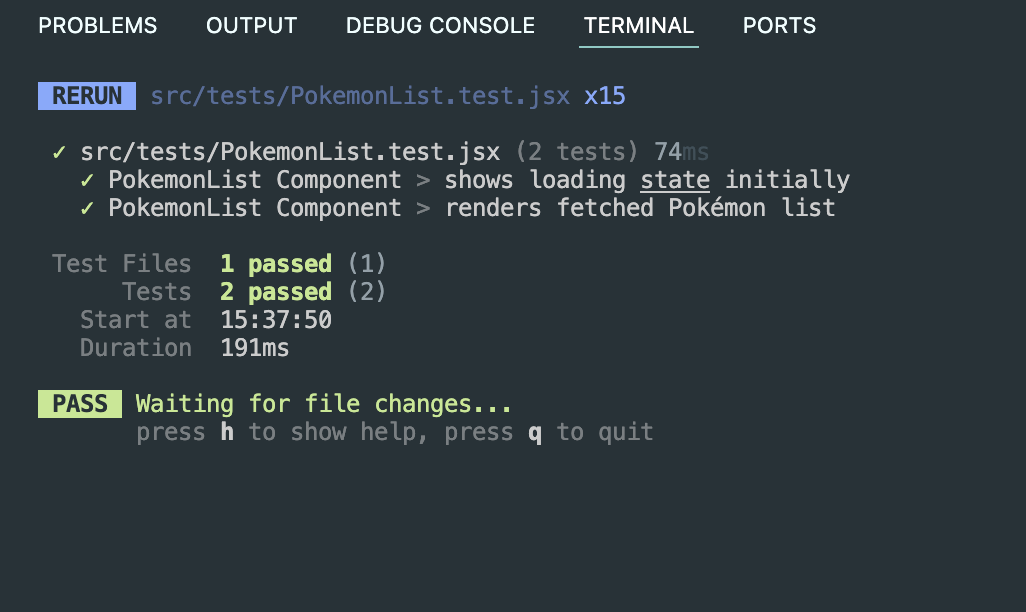 PROBLEMS OUTPUT DEBUG CONSOLE TERMINAL PORTS
RERUN src/tests/PokemonList.test.jsx x15
✓ src/tests/PokemonList.test.jsx (2 tests) 74ms
✓ PokemonList Component > shows loading state initially
✓ PokemonList Component > renders fetched Pokémon list
Test Files 1 passed (1)
Tests 2 passed (2)
Start at 15:37:50
Duration 191ms
PASS Waiting for file changes...
press h to show help, press q to quit